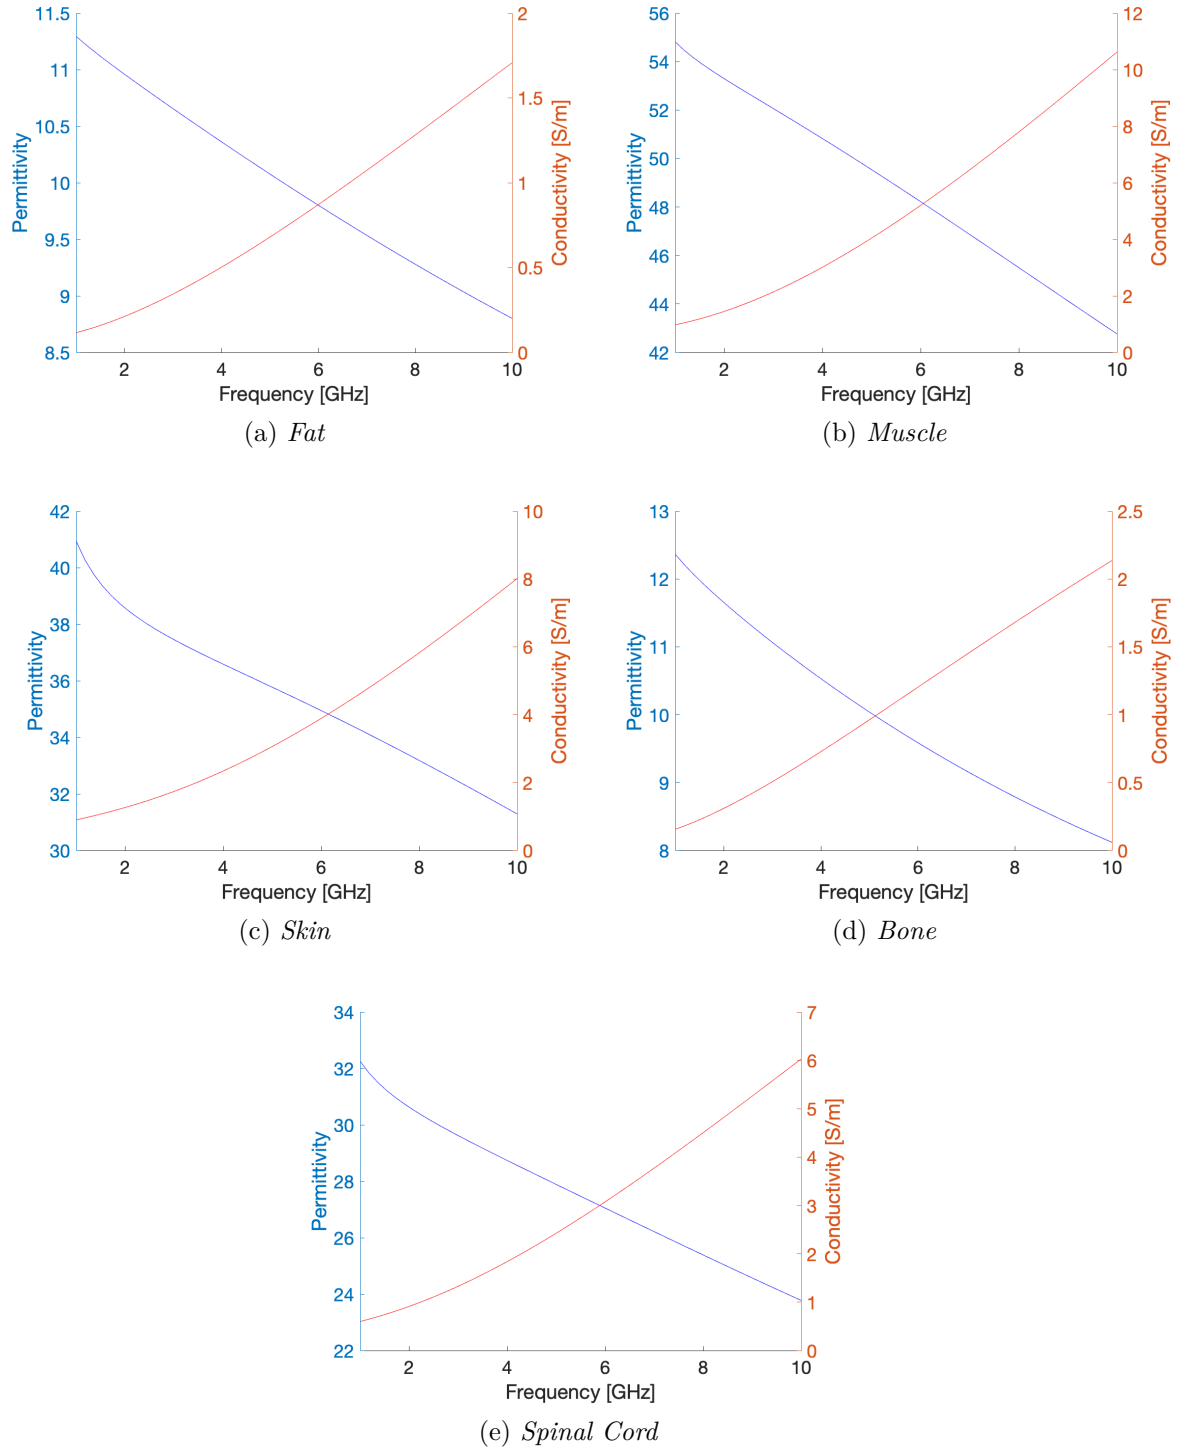 11.5
11
10.5
10
9.5
9
8.5
Permittivity
2
1.5
1
0.5
0
Conductivity [S/m]
2 4 6 8 10
Frequency [GHz]
(a) Fat
56
54
52
50
48
46
44
42
Permittivity
12
10
8
6
4
2
0
Conductivity [S/m]
2 4 6 8 10
Frequency [GHz]
(b) Muscle
42
40
38
36
34
32
30
Permittivity
10
8
6
4
2
0
Conductivity [S/m]
2 4 6 8 10
Frequency [GHz]
(c) Skin
13
12
11
10
9
8
Permittivity
2.5
2
1.5
1
0.5
0
Conductivity [S/m]
2 4 6 8 10
Frequency [GHz]
(d) Bone
34
32
30
28
26
24
22
Permittivity
7
6
5
4
3
2
1
0
Conductivity [S/m]
2 4 6 8 10
Frequency [GHz]
(e) Spinal Cord